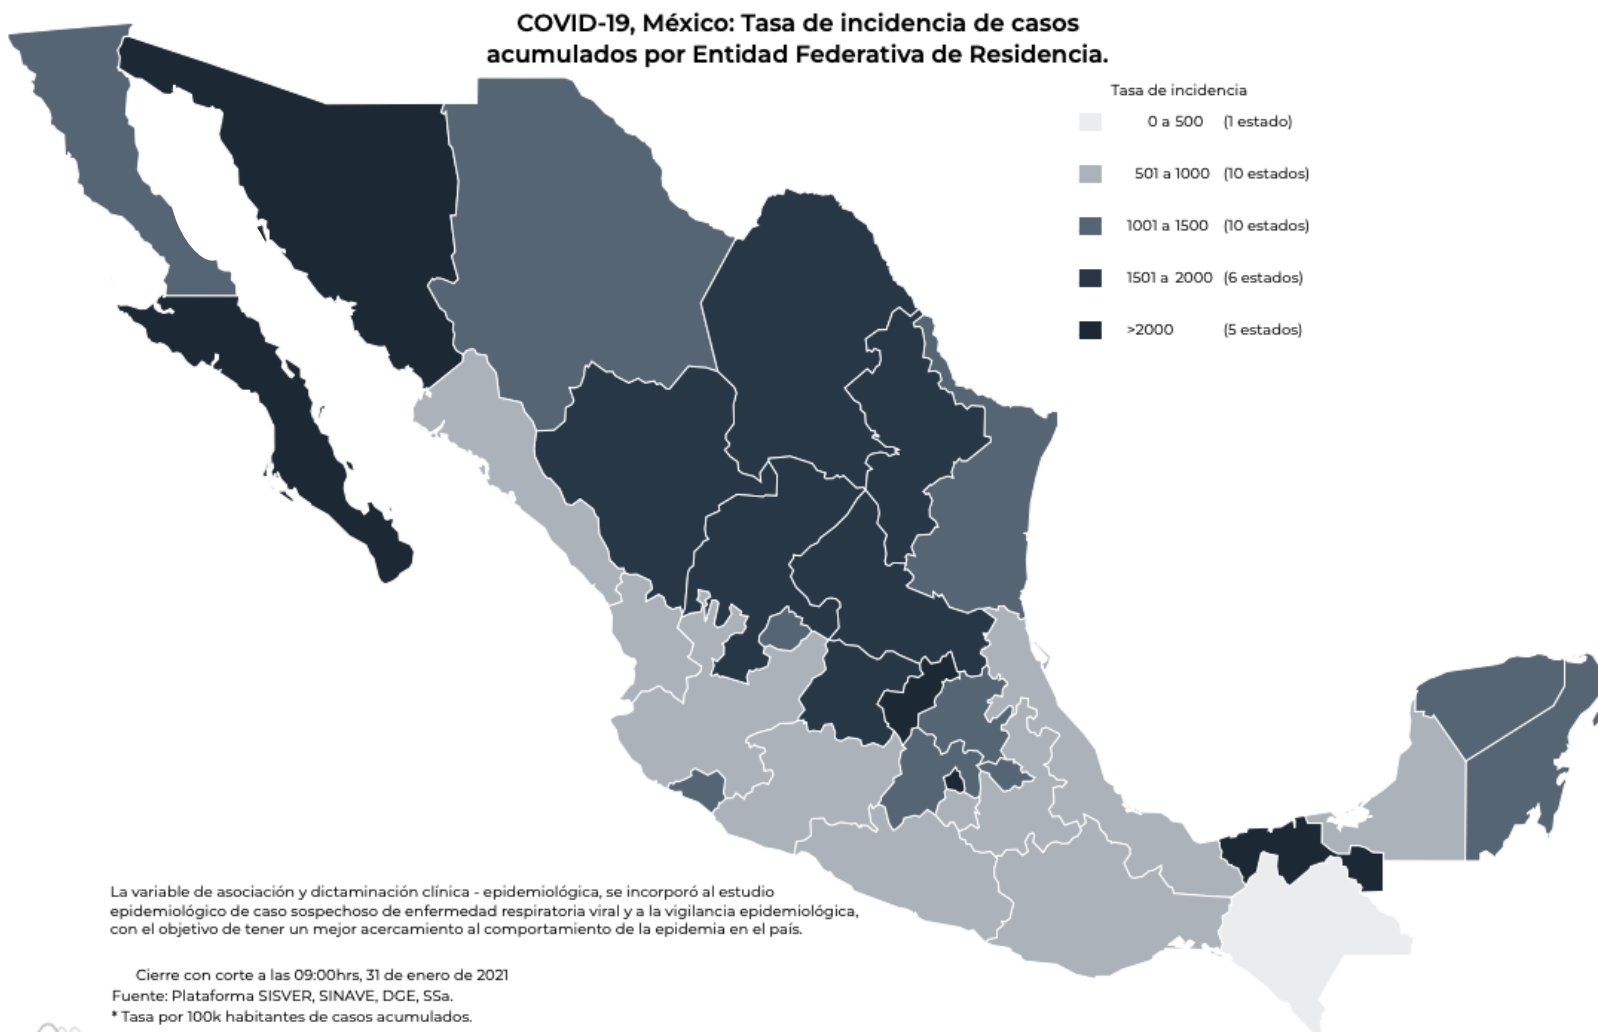 COVID-19, México: Tasa de incidencia de casos
acumulados por Entidad Federativa de Residencia.
Tasa de incidencia
0 a 500 (1 estado)
501 a 1000 (10 estados)
1001 a 1500 (10 estados)
1501 a 2000 (6 estados)
>2000 (5 estados)
La variable de asociación y dictaminación clínica - epidemiológica, se incorporó al estudio
epidemiológico de caso sospechoso de enfermedad respiratoria viral y a la vigilancia epidemiológica,
con el objetivo de tener un mejor acercamiento al comportamiento de la epidemia en el país.
Cierre con corte a las 09:00hrs, 31 de enero de 2021
Fuente: Plataforma SISVER, SINAVE, DGE, SSa.
* Tasa por 100k habitantes de casos acumulados.